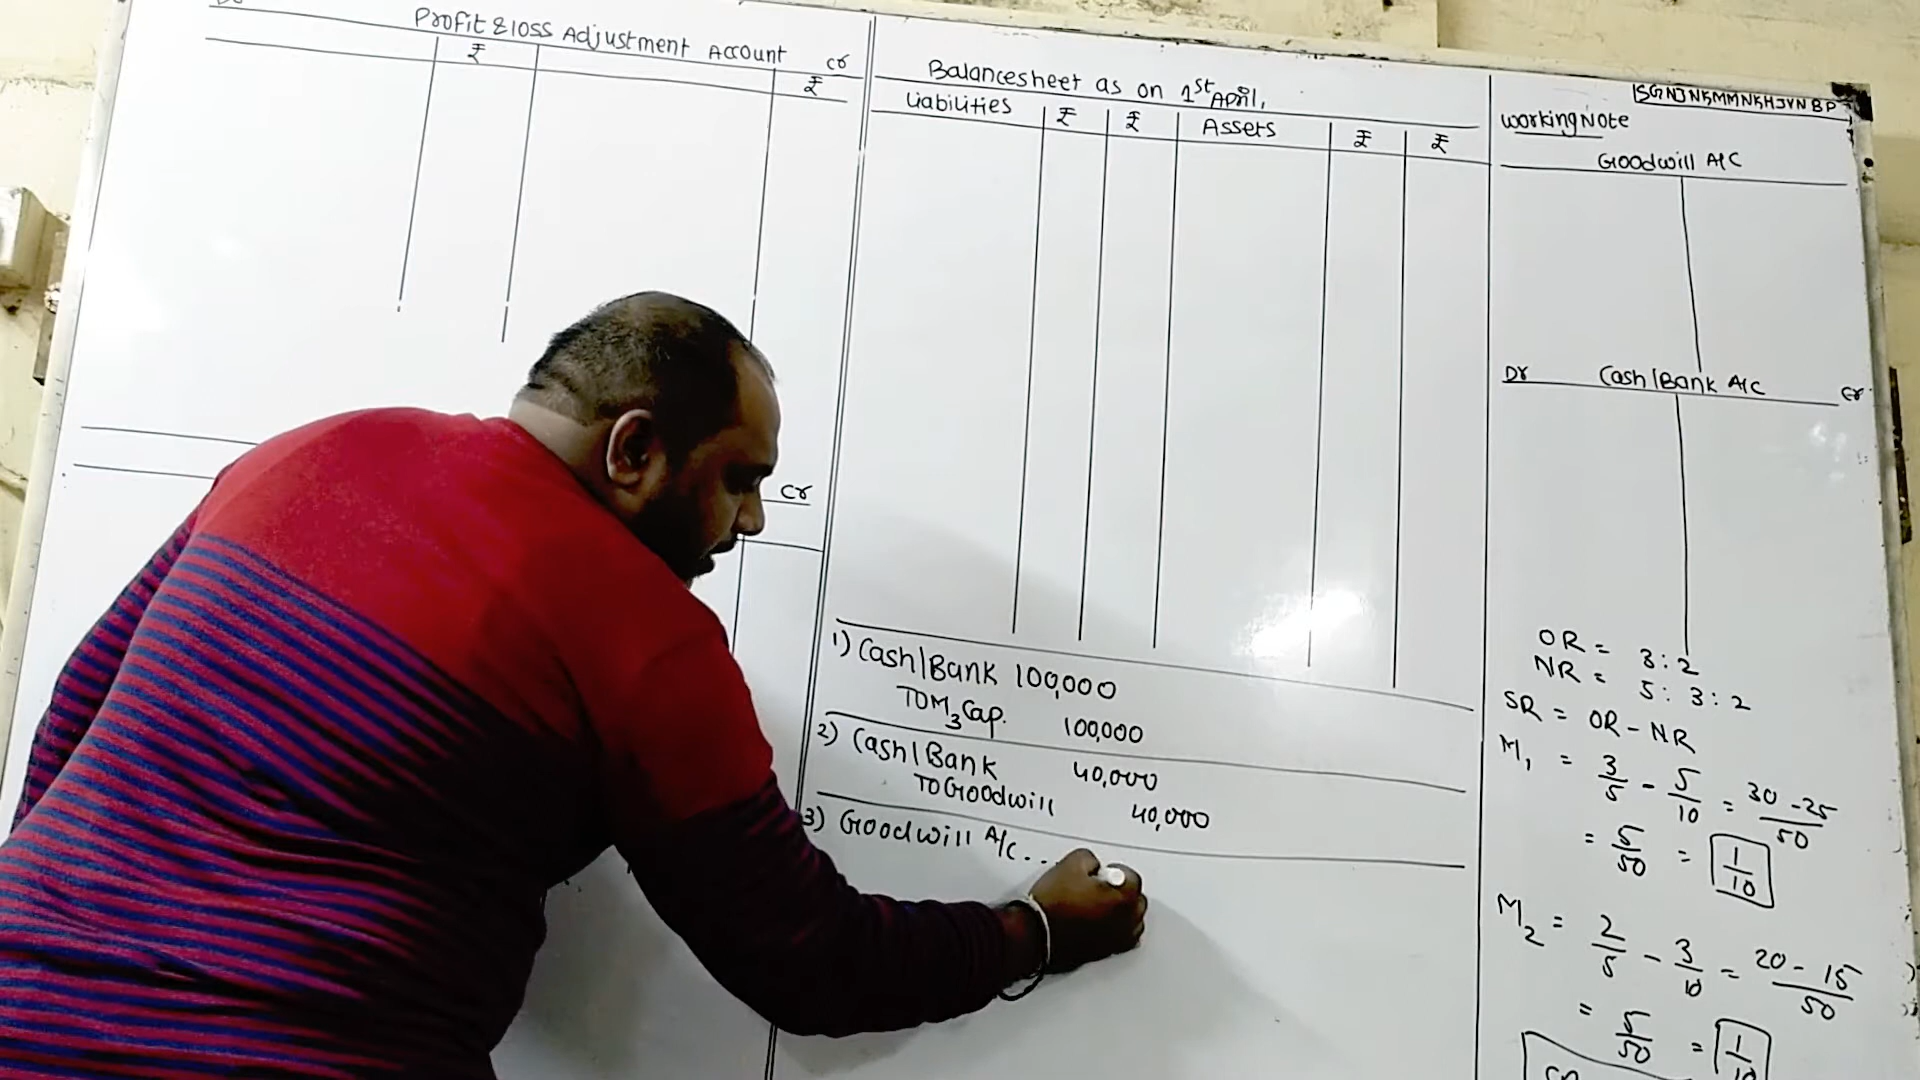 Profit & loss Adjustment Account
₹
Cr
₹
Cr
Balancesheet as on 1st April,
Liabilities ₹ ₹ Assets ₹ ₹
1) Cash/Bank 100,000
To M3 Cap. 100,000
2) Cash/Bank 40,000
To Goodwill 40,000
3) Goodwill A/c...
Working Note
Goodwill A/C
Dr Cash/Bank A/C Cr
OR = 3:2
NR = 5:3:2
SR = OR - NR
M1 = 3/5 - 5/10 = 30 - 25/50
= 5/50 = 1/10
M2 = 2/5 - 3/10 = 20 - 15/50
= 5/50 =